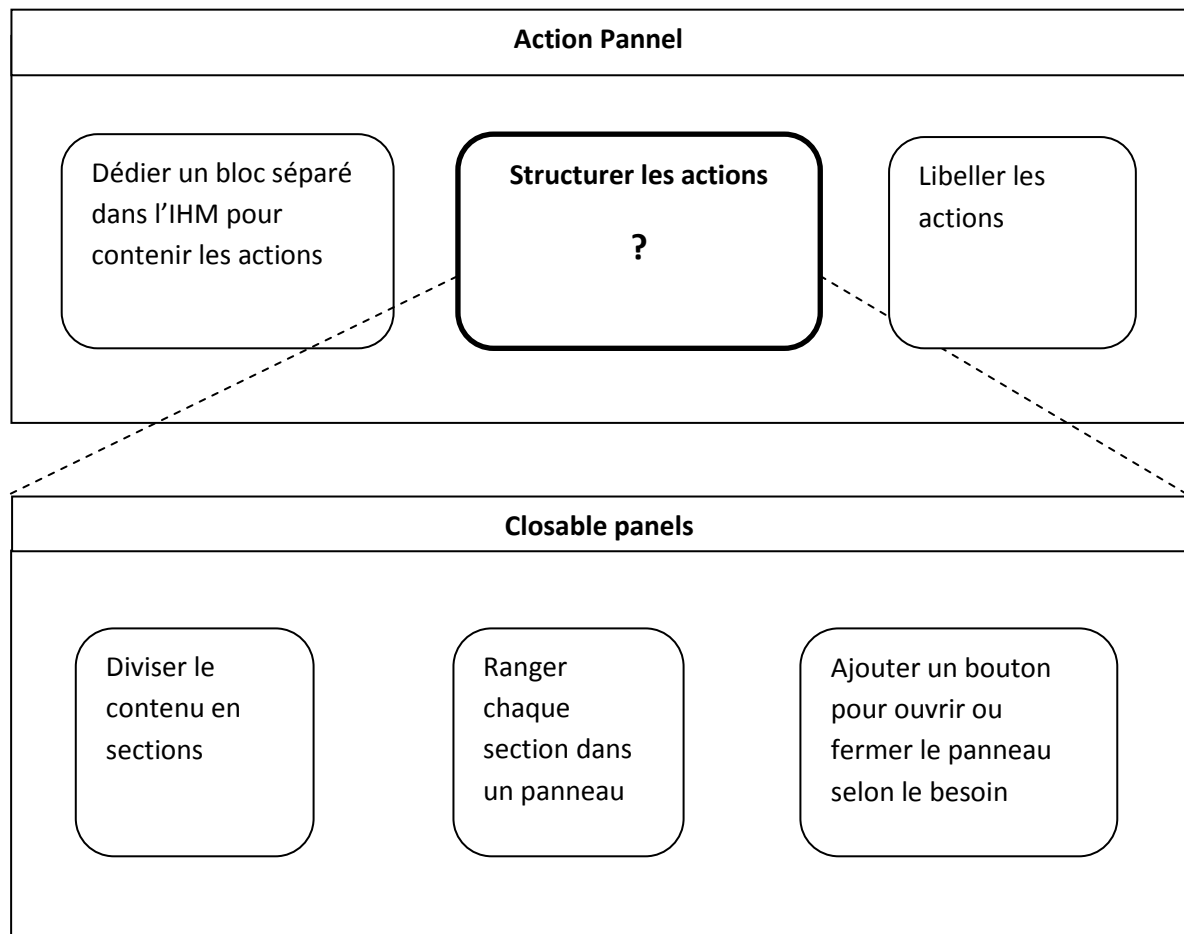 Action Pannel
Dédier un bloc séparé
dans l’IHM pour
contenir les actions
Structurer les actions
?
Libeller les
actions
Closable panels
Diviser le
contenu en
sections
Ranger
chaque
section dans
un panneau
Ajouter un bouton
pour ouvrir ou
fermer le panneau
selon le besoin